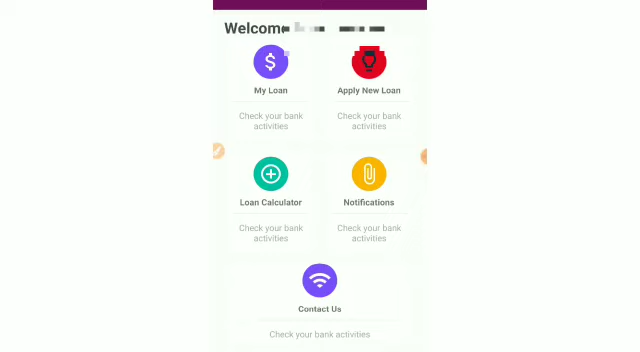 Welcome
My Loan
Apply New Loan
Check your bank
activities
Check your bank
activities
Loan Calculator
Notifications
Check your bank
activities
Check your bank
activities
Contact Us
Check your bank activities